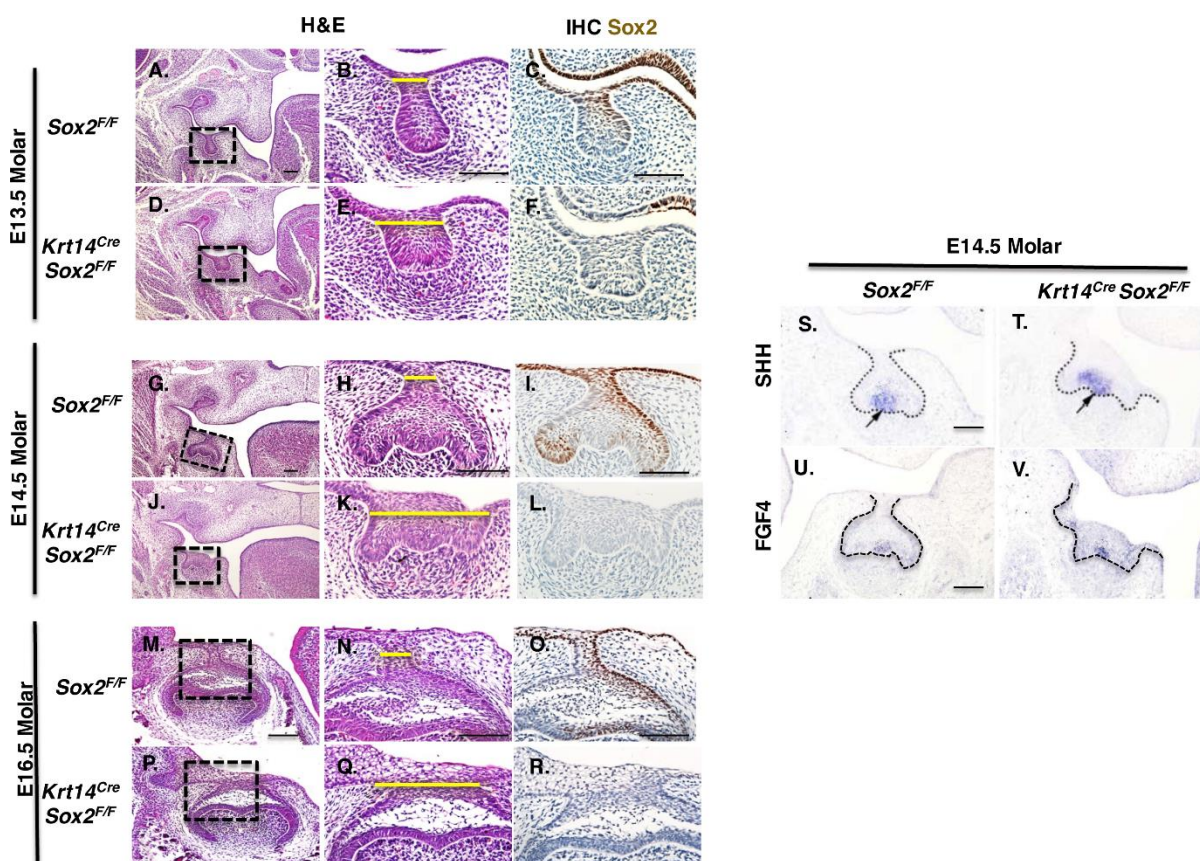 H&E
IHC Sox2
E13.5 Molar
Sox2F/F
A.
B.
C.
Krt14Cre
Sox2F/F
D.
E.
F.
E14.5 Molar
Sox2F/F
G.
H.
I.
Krt14Cre
Sox2F/F
J.
K.
L.
E16.5 Molar
Sox2F/F
M.
N.
O.
Krt14Cre
Sox2F/F
P.
Q.
R.
E14.5 Molar
Sox2F/F
Krt14Cre Sox2F/F
SHH
S.
T.
FGF4
U.
V.